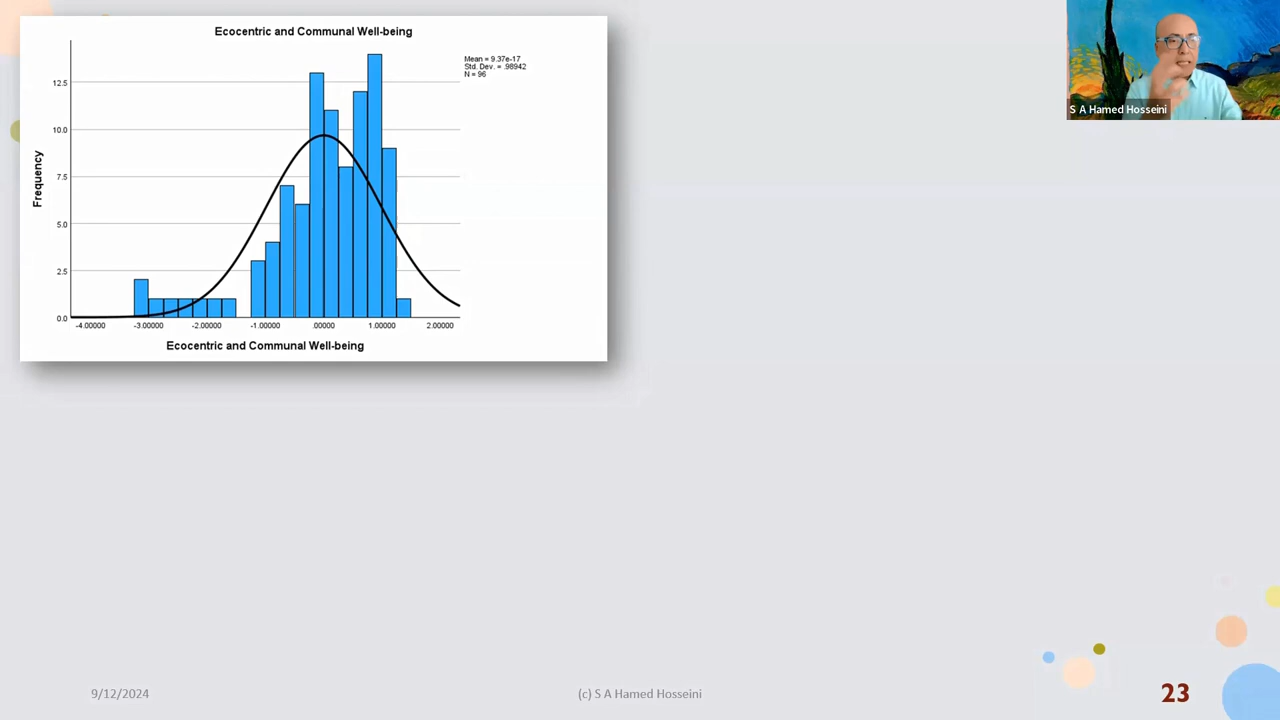 Ecocentric and Communal Well-being
Mean = 9.37e-17
Std. Dev. = .98942
N = 96
Frequency
12.5
10.0
7.5
5.0
2.5
0.0
-4.00000 -3.00000 -2.00000 -1.00000 .00000 1.00000 2.00000
Ecocentric and Communal Well-being
S A Hamed Hosseini
9/12/2024
(c) S A Hamed Hosseini
23